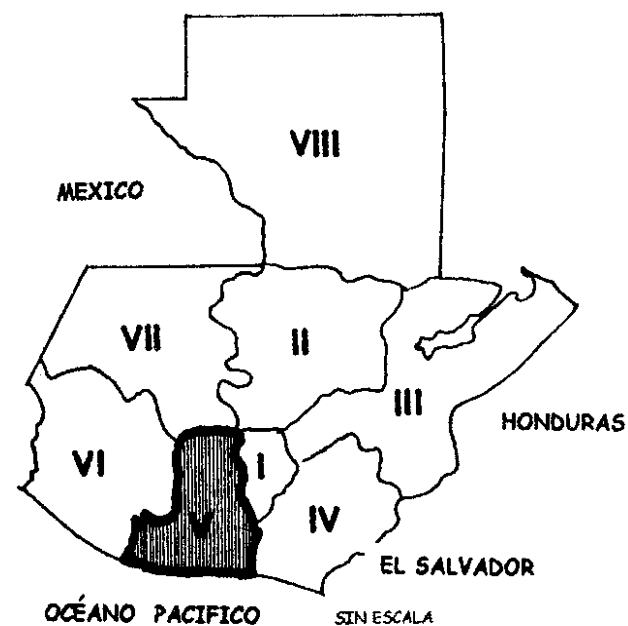 VIII
MEXICO
VII
II
III
HONDURAS
VI
I
V
IV
EL SALVADOR
OCÉANO PACIFICO
SIN ESCALA